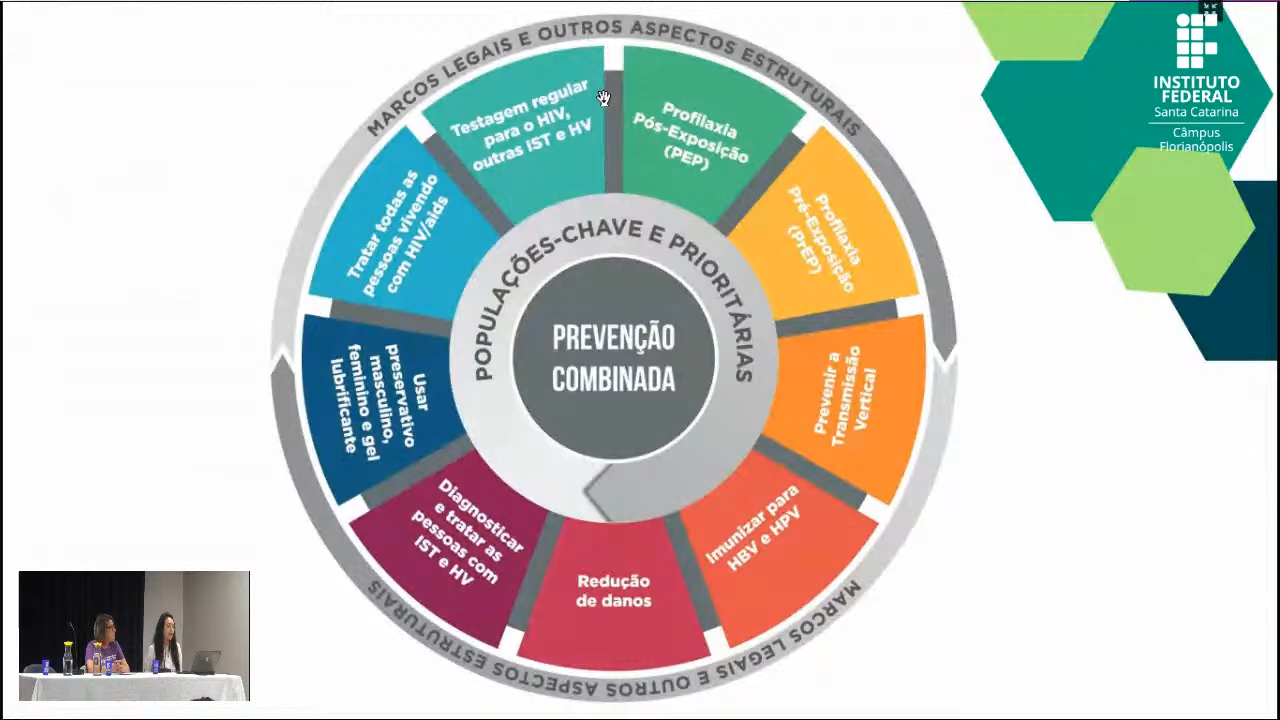 MARCOS LEGAIS E OUTROS ASPECTOS ESTRUTURAIS
Testagem regular
para o HIV,
outras IST e HV
Profilaxia
Pós-Exposição
(PEP)
Profilaxia
Pré-Exposição
(PrEP)
Prevenir a
Transmissão
Vertical
Imunizar para
HBV e HPV
Redução
de danos
Diagnosticar
e tratar as
pessoas com
IST e HV
Usar
preservativo
masculino,
feminino e gel
lubrificante
Tratar todas as
pessoas vivendo
com HIV/aids
POPULAÇÕES-CHAVE E PRIORITÁRIAS
PREVENÇÃO
COMBINADA
MARCOS LEGAIS E OUTROS ASPECTOS ESTRUTURAIS
INSTITUTO
FEDERAL
Santa Catarina
Câmpus
Florianópolis